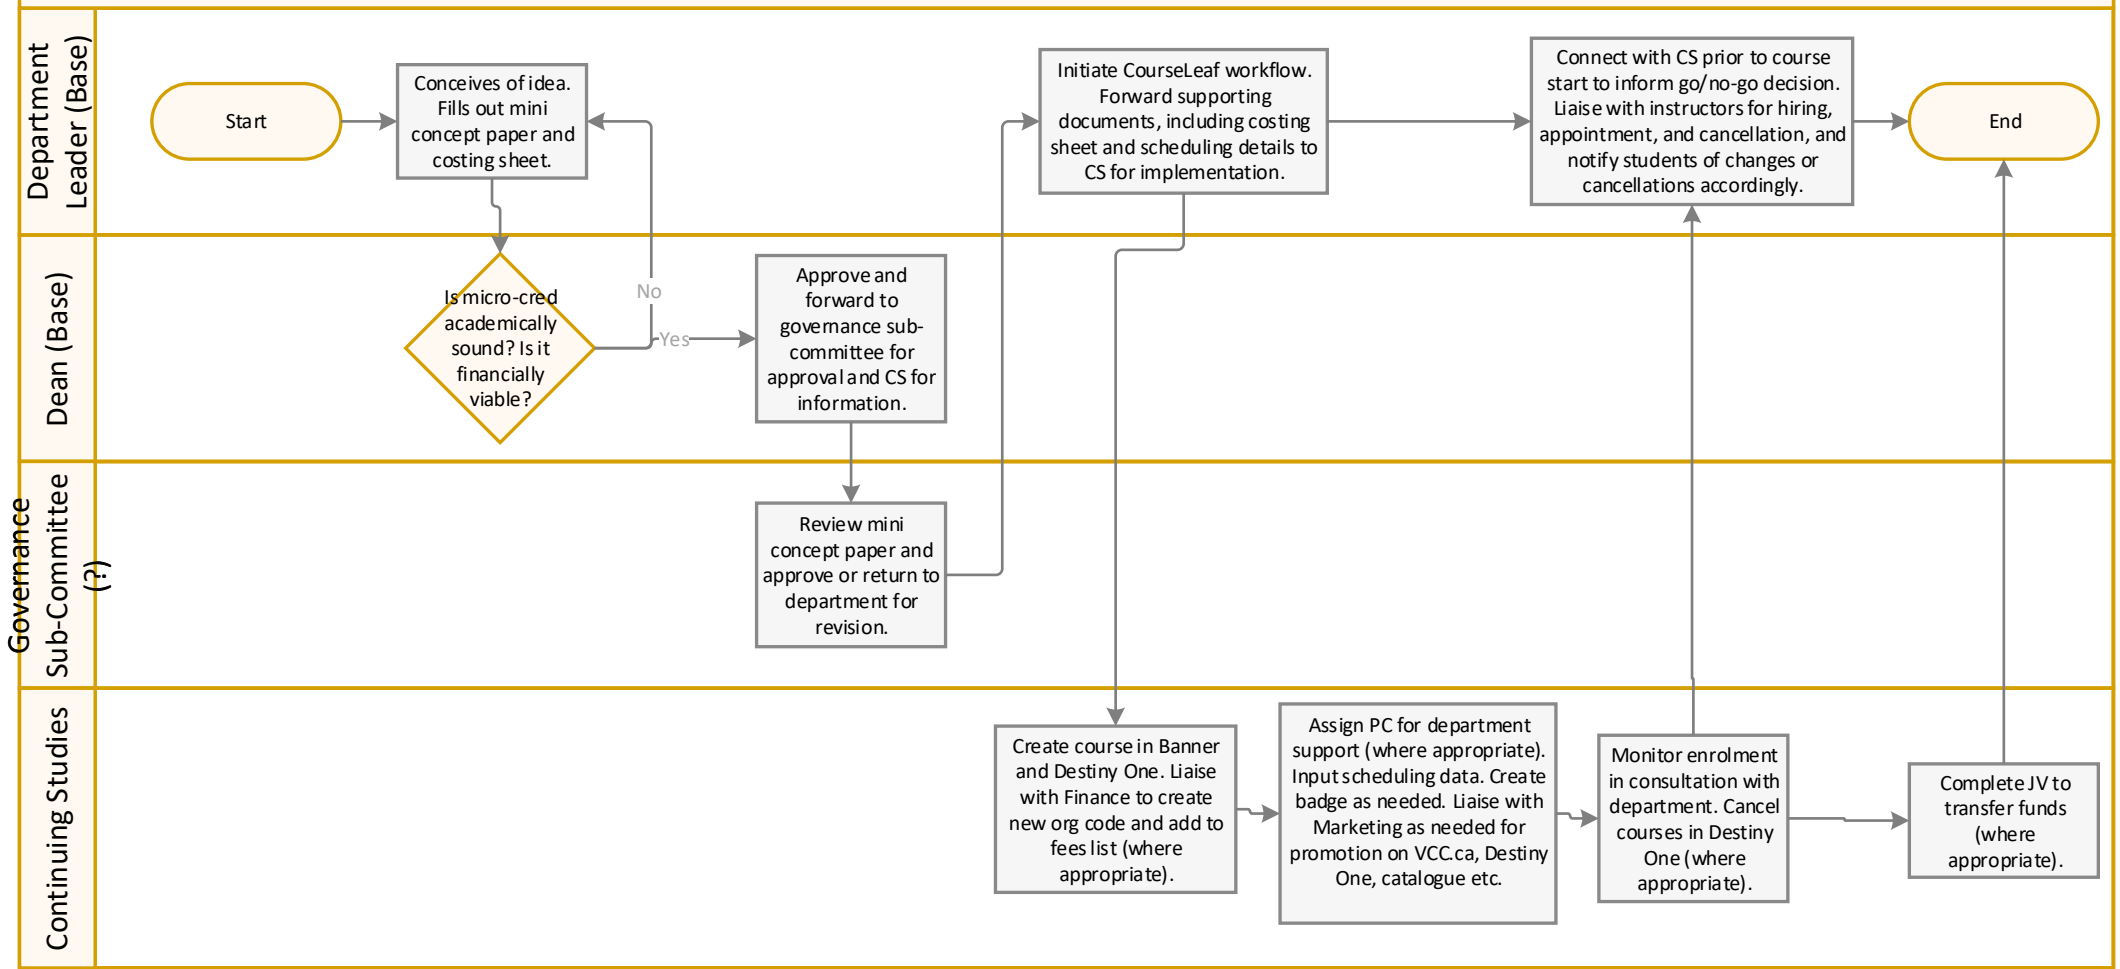 Department
Leader (Base)
Start
Conceives of idea.
Fills out mini
concept paper and
costing sheet.
Initiate CourseLeaf workflow.
Forward supporting
documents, including costing
sheet and scheduling details to
CS for implementation.
Connect with CS prior to course
start to inform go/no-go decision.
Liaise with instructors for hiring,
appointment, and cancellation, and
notify students of changes or
cancellations accordingly.
End
Dean (Base)
Is micro-cred
academically
sound? Is it
financially
viable?
No
Yes
Approve and
forward to
governance sub-
committee for
approval and CS for
information.
Governance
Sub-Committee
(?)
Review mini
concept paper and
approve or return to
department for
revision.
Continuing Studies
Create course in Banner
and Destiny One. Liaise
with Finance to create
new org code and add to
fees list (where
appropriate).
Assign PC for department
support (where appropriate).
Input scheduling data. Create
badge as needed. Liaise with
Marketing as needed for
promotion on VCC.ca, Destiny
One, catalogue etc.
Monitor enrolment
in consultation with
department. Cancel
courses in Destiny
One (where
appropriate).
Complete JV to
transfer funds
(where
appropriate).